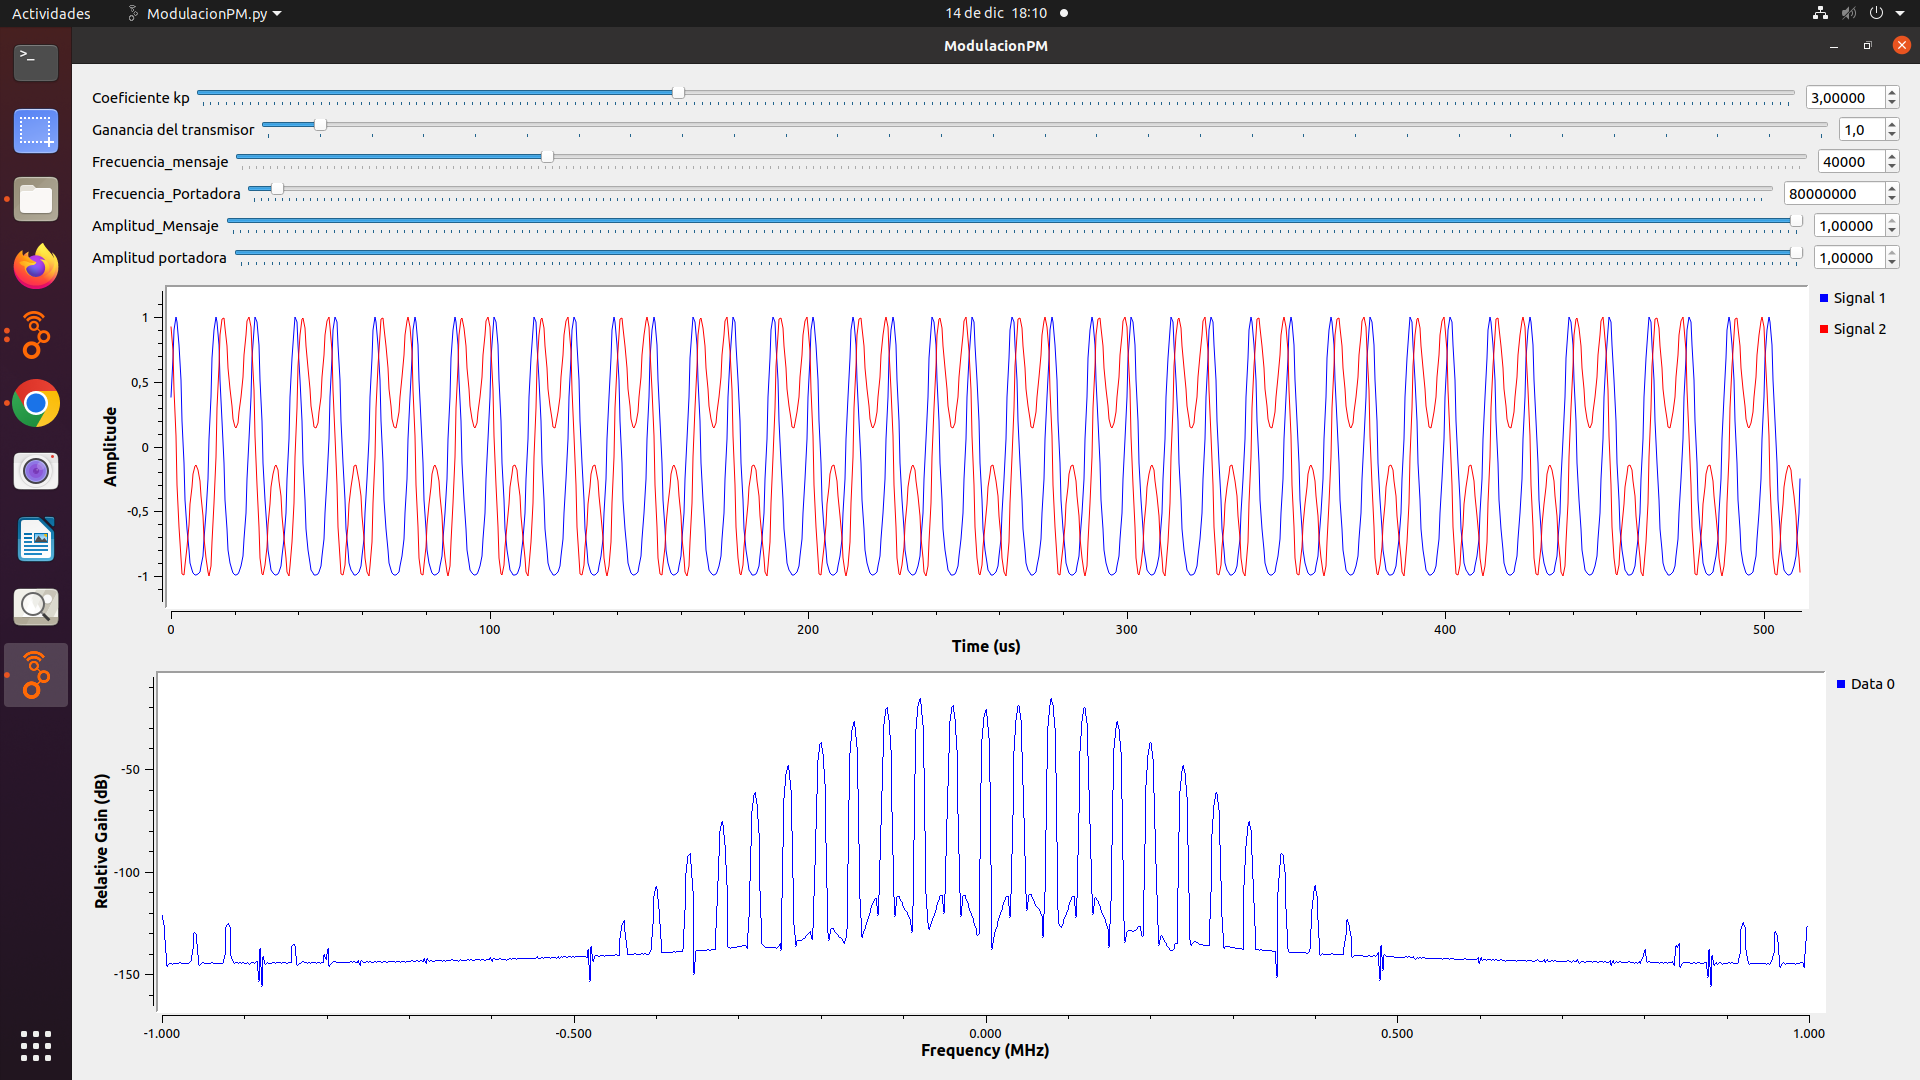 Actividades ModulacionPM.py 14 de dic 18:10
ModulacionPM
Coeficiente kp 3,00000
Ganancia del transmisor 1,0
Frecuencia_mensaje 40000
Frecuencia_Portadora 80000000
Amplitud_Mensaje 1,00000
Amplitud portadora 1,00000
Signal 1
Signal 2
Amplitude
1
0,5
0
-0,5
-1
0 100 200 300 400 500
Time (us)
Data 0
Relative Gain (dB)
-50
-100
-150
-1.000 -0.500 0.000 0.500 1.000
Frequency (MHz)